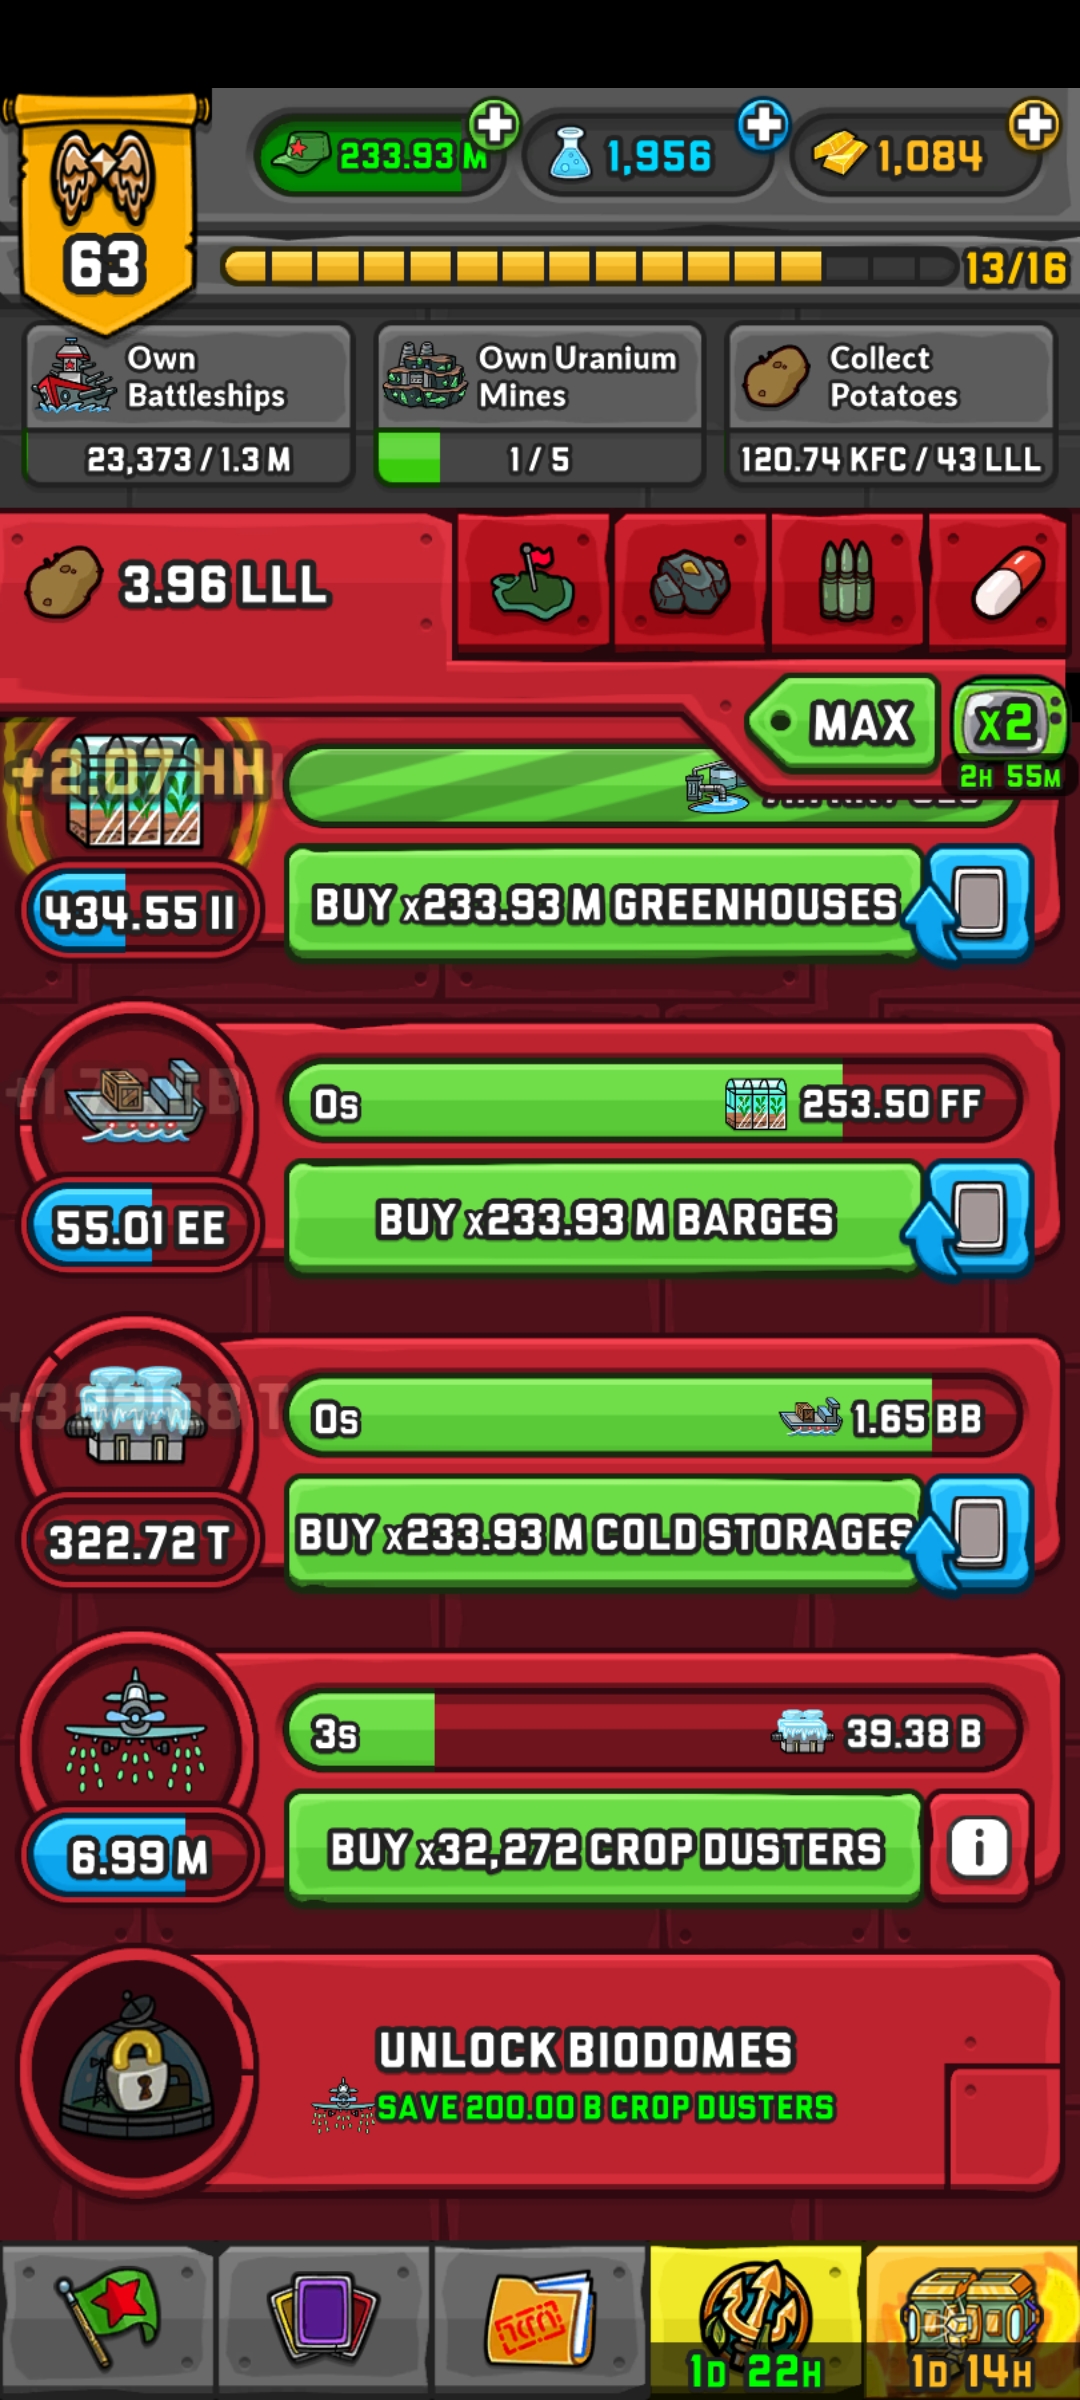 233.93 M
1,956
1,084
63
13/16
Own
Battleships
23,373 / 1.3 M
Own Uranium
Mines
1 / 5
Collect
Potatoes
120.74 KFC / 43 LLL
3.96 LLL
MAX
X2
2H 55M
+2.07 HH
434.55 II
BUY x233.93 M GREENHOUSES
0s
253.50 FF
55.01 EE
BUY x233.93 M BARGES
0s
1.65 BB
322.72 T
BUY x233.93 M COLD STORAGES
3s
39.38 B
6.99 M
BUY x32,272 CROP DUSTERS
i
UNLOCK BIODOMES
SAVE 200.00 B CROP DUSTERS
1D 22H
1D 14H